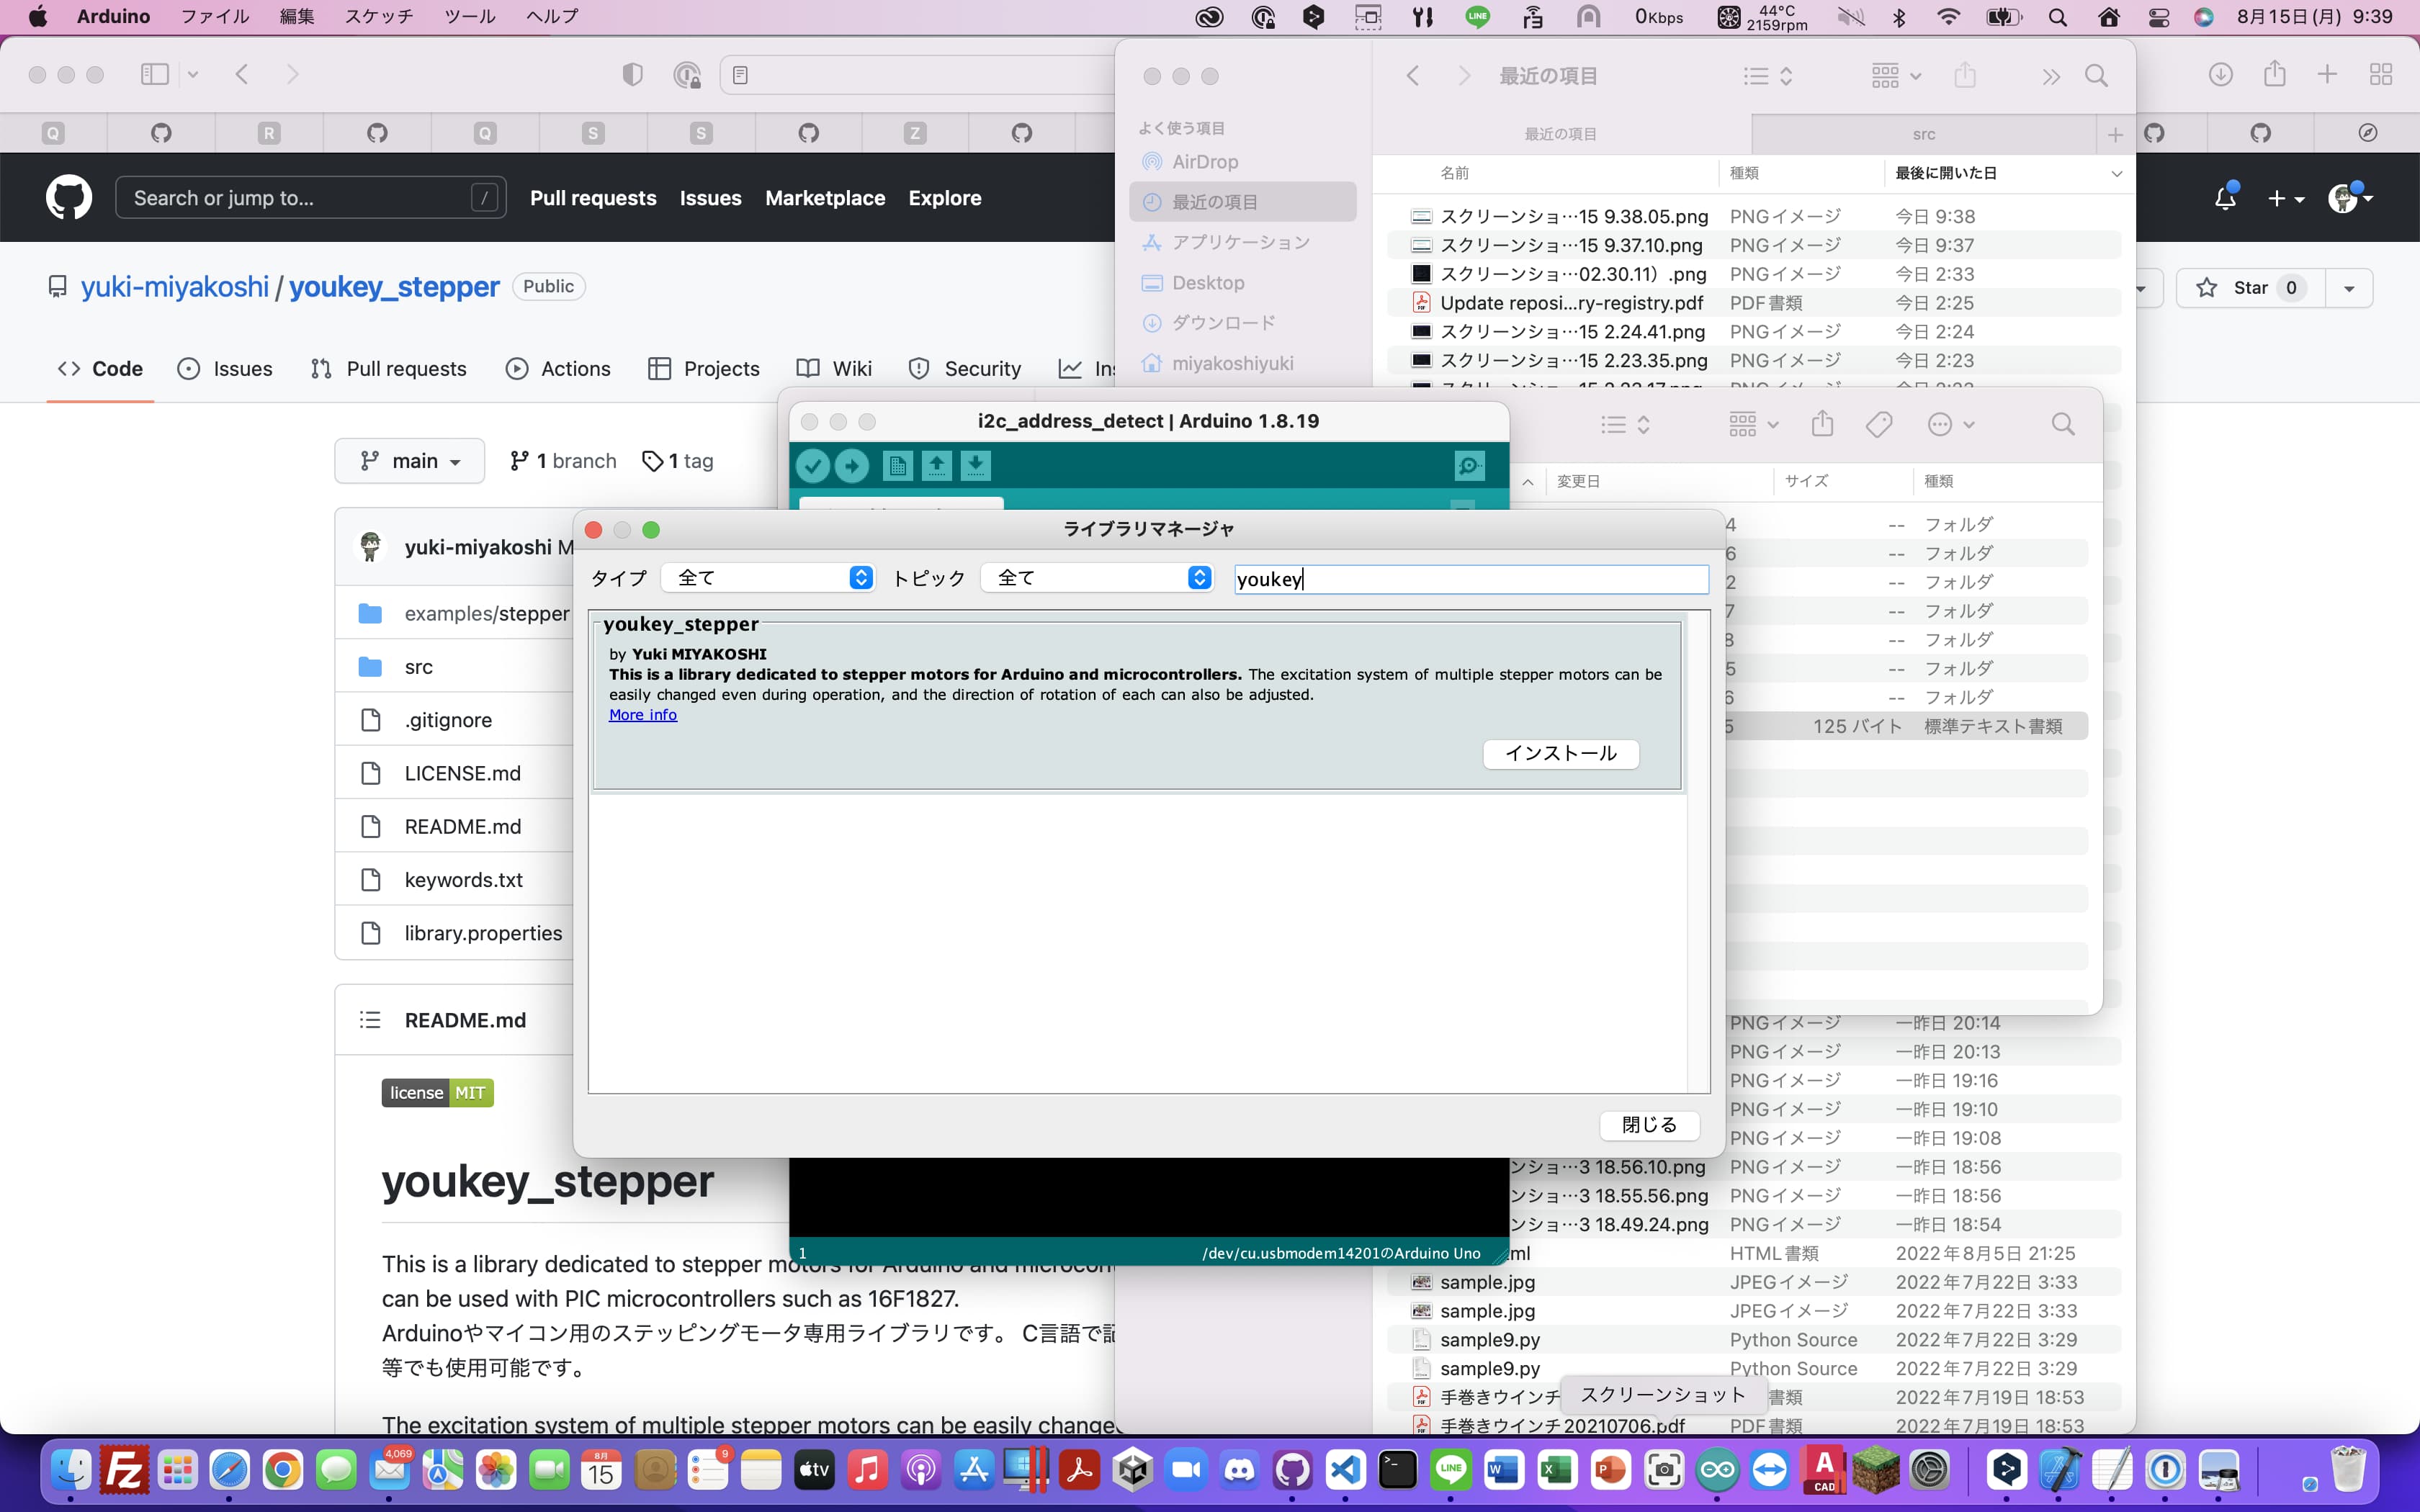 Arduino ファイル 編集 スケッチ ツール ヘルプ
LINE
0Kbps
44°C
2159rpm
8月15日(月) 9:39
最近の項目
Q R Q S S Z
よく使う項目
AirDrop
最近の項目
アプリケーション
Desktop
ダウンロード
miyakoshiyuki
最近の項目 src
名前 種類 最後に開いた日
スクリーンショ…15 9.38.05.png PNGイメージ 今日 9:38
スクリーンショ…15 9.37.10.png PNGイメージ 今日 9:37
スクリーンショ…02.30.11）.png PNGイメージ 今日 2:33
Update reposi...ry-registry.pdf PDF書類 今日 2:25
スクリーンショ…15 2.24.41.png PNGイメージ 今日 2:24
スクリーンショ…15 2.23.35.png PNGイメージ 今日 2:23
Search or jump to... /
Pull requests Issues Marketplace Explore
yuki-miyakoshi / youkey_stepper Public
Star 0
Code Issues Pull requests Actions Projects Wiki Security Ins
main 1 branch 1 tag
yuki-miyakoshi M
examples/stepper
src
.gitignore
LICENSE.md
README.md
keywords.txt
library.properties
README.md
license MIT
youkey_stepper
This is a library dedicated to stepper motors for Arduino and microcon
can be used with PIC microcontrollers such as 16F1827.
Arduinoやマイコン用のステッピングモータ専用ライブラリです。 C言語で記
等でも使用可能です。
The excitation system of multiple stepper motors can be easily change
i2c_address_detect | Arduino 1.8.19
変更日 サイズ 種類
4 -- フォルダ
6 -- フォルダ
2 -- フォルダ
7 -- フォルダ
8 -- フォルダ
5 -- フォルダ
6 -- フォルダ
5 125 バイト 標準テキスト書類
ライブラリマネージャ
タイプ 全て トピック 全て youkey
youkey_stepper
by Yuki MIYAKOSHI
This is a library dedicated to stepper motors for Arduino and microcontrollers. The excitation system of multiple stepper motors can be
easily changed even during operation, and the direction of rotation of each can also be adjusted.
More info
インストール
閉じる
1 /dev/cu.usbmodem14201のArduino Uno
PNGイメージ 一昨日 20:14
PNGイメージ 一昨日 20:13
PNGイメージ 一昨日 19:16
PNGイメージ 一昨日 19:10
PNGイメージ 一昨日 19:08
ンショ…3 18.56.10.png PNGイメージ 一昨日 18:56
ンショ…3 18.55.56.png PNGイメージ 一昨日 18:56
ンショ…3 18.49.24.png PNGイメージ 一昨日 18:54
ml HTML書類 2022年8月5日 21:25
sample.jpg JPEGイメージ 2022年7月22日 3:33
sample.jpg JPEGイメージ 2022年7月22日 3:33
sample9.py Python Source 2022年7月22日 3:29
sample9.py Python Source 2022年7月22日 3:29
手巻きウインチ 書類 2022年7月19日 18:53
スクリーンショット
手巻きウインチ20210706.pdf PDF書類 2022年7月19日 18:53
Fz 4,069 8月 15 9 tv LINE W X P A CAD